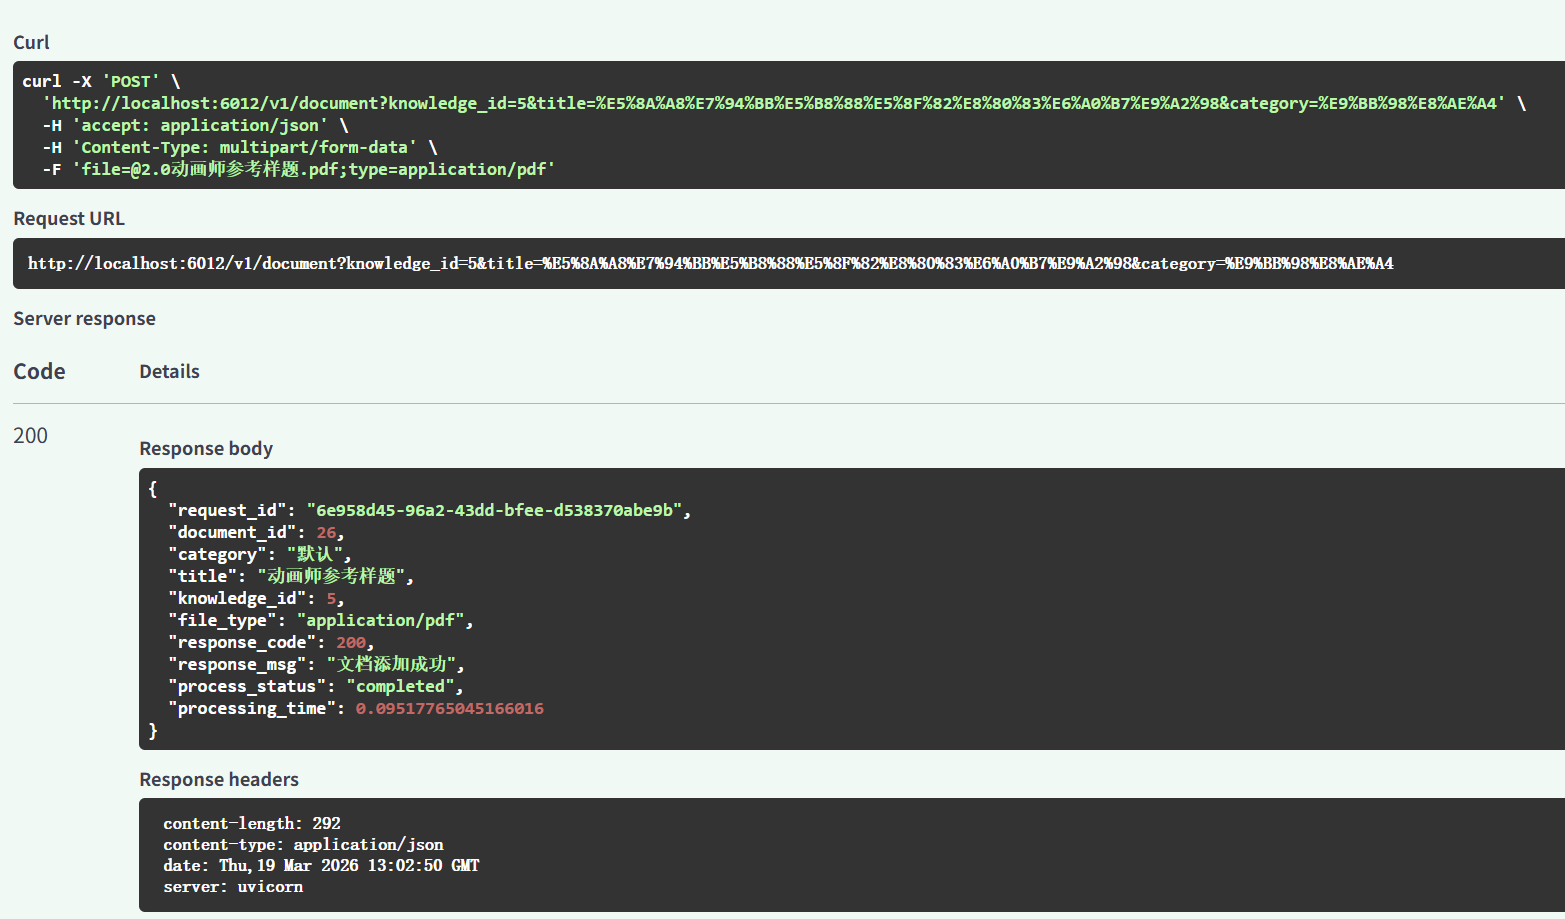 Curl
curl -X 'POST' \
'http://localhost:6012/v1/document?knowledge_id=5&title=%E5%8A%A8%E7%94%BB%E5%B8%88%E5%8F%82%E8%80%83%E6%A0%B7%E9%A2%98&category=%E9%BB%98%E8%AE%A4' \
-H 'accept: application/json' \
-H 'Content-Type: multipart/form-data' \
-F 'file=@2.0动画师参考样题.pdf;type=application/pdf'
Request URL
http://localhost:6012/v1/document?knowledge_id=5&title=%E5%8A%A8%E7%94%BB%E5%B8%88%E5%8F%82%E8%80%83%E6%A0%B7%E9%A2%98&category=%E9%BB%98%E8%AE%A4
Server response
Code Details
200
Response body
{
"request_id": "6e958d45-96a2-43dd-bfee-d538370abe9b",
"document_id": 26,
"category": "默认",
"title": "动画师参考样题",
"knowledge_id": 5,
"file_type": "application/pdf",
"response_code": 200,
"response_msg": "文档添加成功",
"process_status": "completed",
"processing_time": 0.09517765045166016
}
Response headers
content-length: 292
content-type: application/json
date: Thu,19 Mar 2026 13:02:50 GMT
server: uvicorn